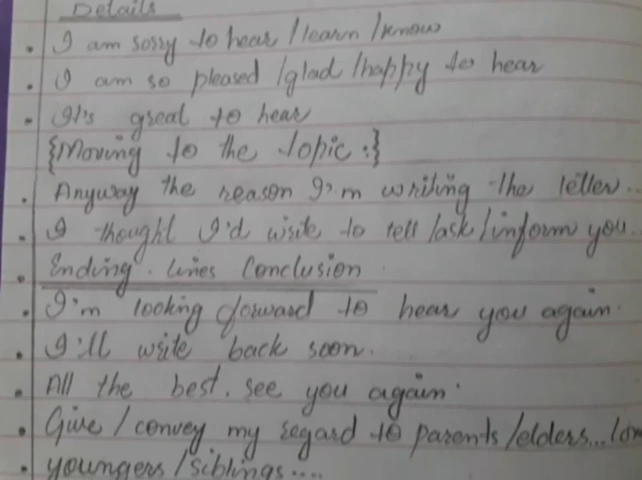 Details
• I am sorry to hear /learn /know
• I am so pleased /glad /happy to hear
• It's great to hear
{Moving to the topic :}
• Anyway the reason I'm writing the letter..
• I thought I'd write to tell /ask /inform you..
• Ending lines Conclusion
• I'm looking forward to hear you again.
• I'll write back soon.
• All the best. see you again.
• Give / convey my regard to parents /elders...
• youngers /siblings....